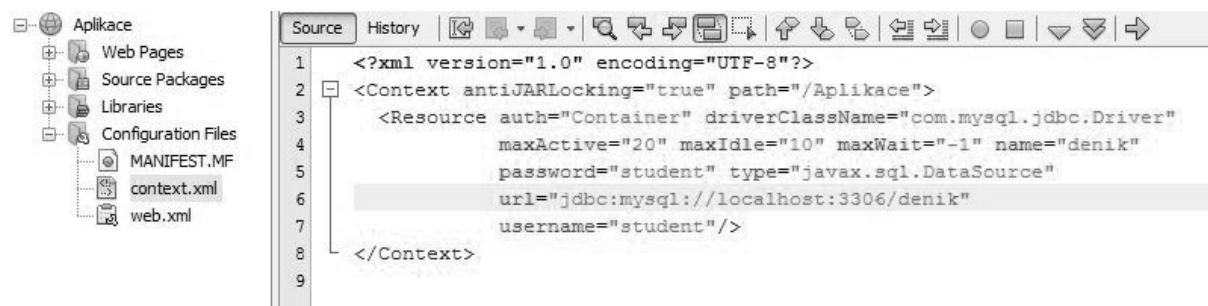 Aplikace
Web Pages
Source Packages
Libraries
Configuration Files
MANIFEST.MF
context.xml
web.xml
Source History
1 <?xml version="1.0" encoding="UTF-8"?>
2 <Context antiJARLocking="true" path="/Aplikace">
3 <Resource auth="Container" driverClassName="com.mysql.jdbc.Driver"
4 maxActive="20" maxIdle="10" maxWait="-1" name="denik"
5 password="student" type="javax.sql.DataSource"
6 url="jdbc:mysql://localhost:3306/denik"
7 username="student"/>
8 </Context>
9